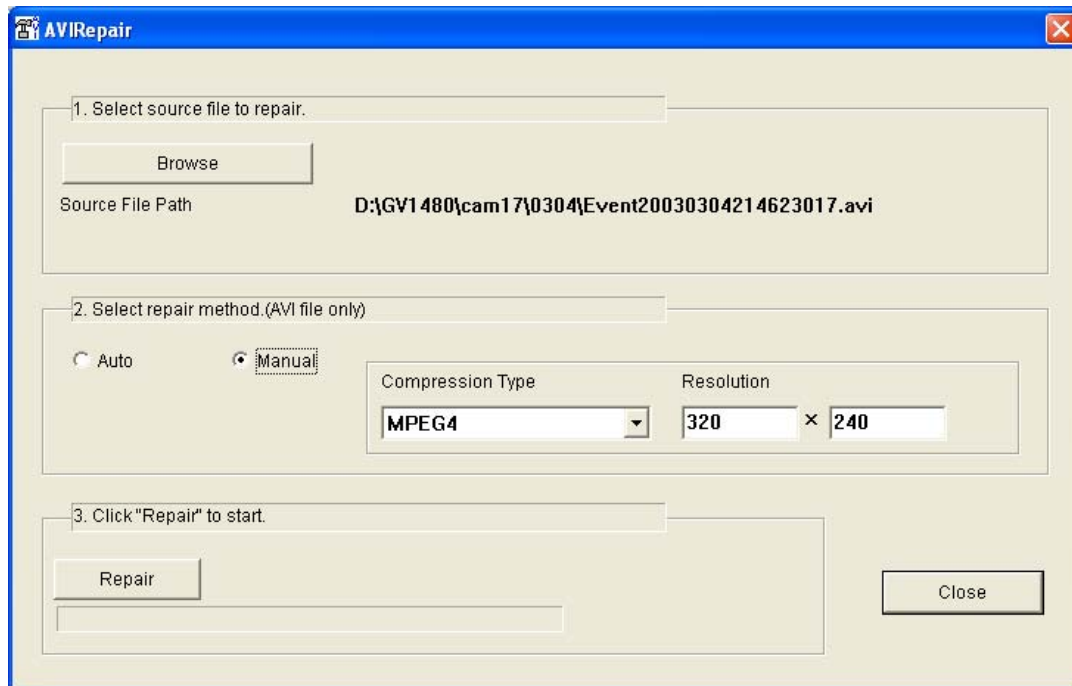 AVIRepair
1. Select source file to repair.
Browse
Source File Path D:\GV1480\cam17\0304\Event20030304214623017.avi
2. Select repair method.(AVI file only)
Auto Manual
Compression Type Resolution
MPEG4 320 × 240
3. Click "Repair" to start.
Repair
Close